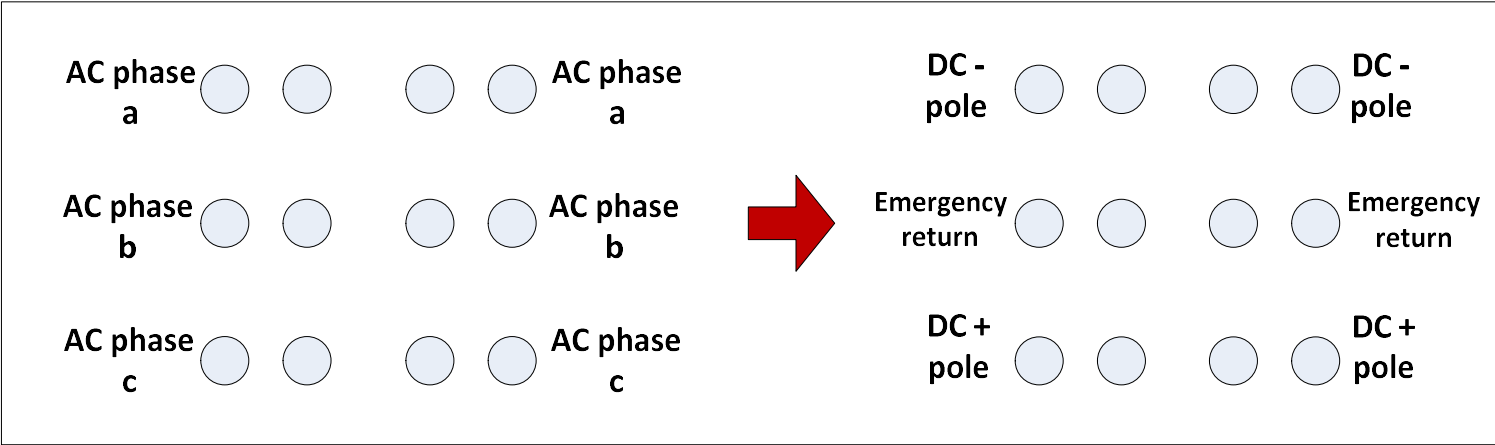 AC phase
a
AC phase
a
AC phase
b
AC phase
b
AC phase
c
AC phase
c
DC -
pole
DC -
pole
Emergency
return
Emergency
return
DC +
pole
DC +
pole